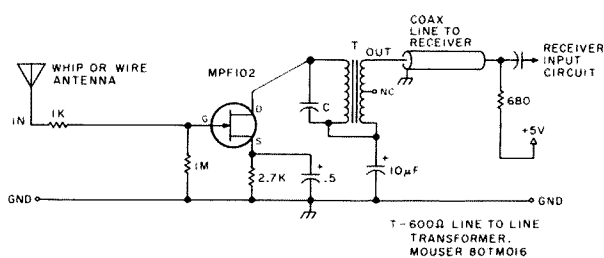 COAX
LINE TO
RECEIVER
T
OUT
RECEIVER
INPUT
CIRCUIT
WHIP OR WIRE
ANTENNA
MPF102
NC
C
680
+5V
IN
1K
G
D
S
1M
2.7K
+
.5
+
10µF
GND
GND
T-600Ω LINE TO LINE
TRANSFORMER.
MOUSER 80TM016